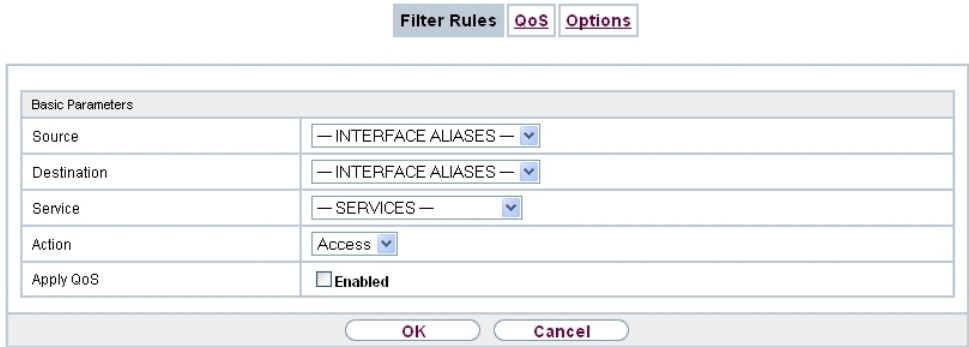 Filter Rules QoS Options
Basic Parameters
Source — INTERFACE ALIASES —
Destination — INTERFACE ALIASES —
Service — SERVICES —
Action Access
Apply QoS Enabled
OK Cancel